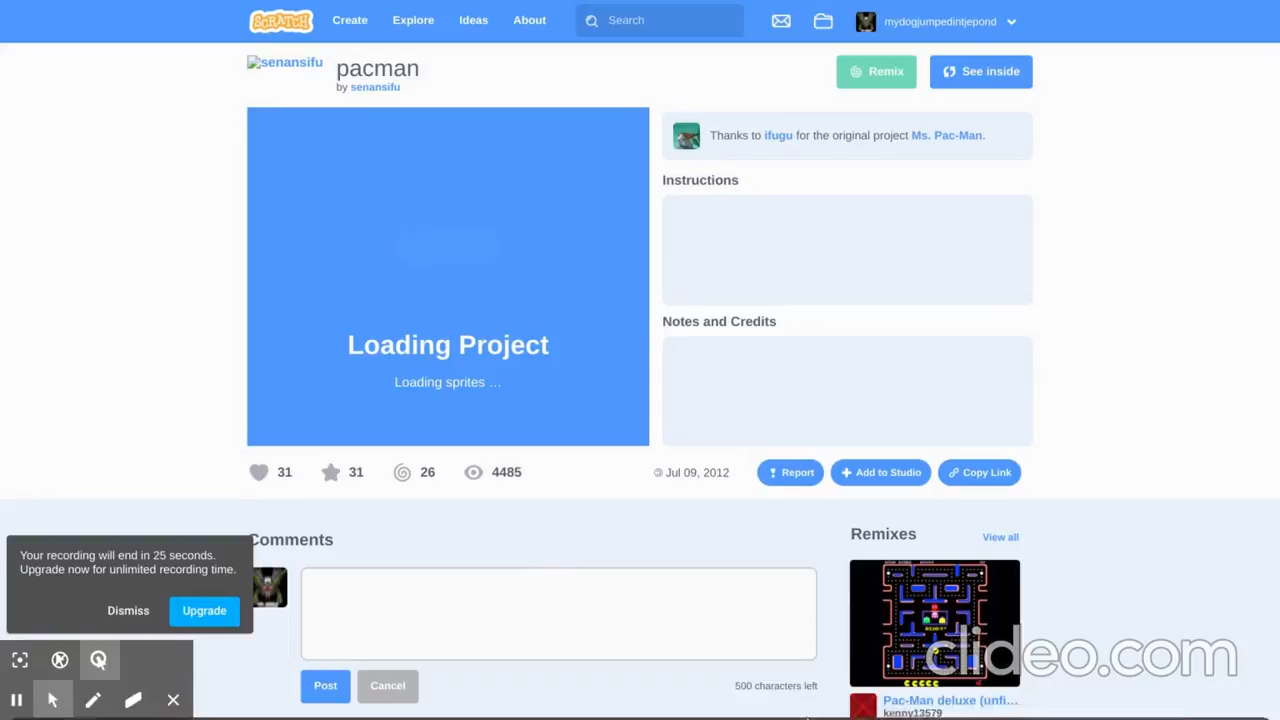 SCRATCH
Create
Explore
Ideas
About
Search
mydogjumpedintjepond
senansifu
pacman
by senansifu
Remix
See inside
Thanks to ifugu for the original project Ms. Pac-Man.
Instructions
Loading Project
Loading sprites ...
Notes and Credits
31
31
26
4485
Jul 09, 2012
Report
Add to Studio
Copy Link
Comments
Remixes
View all
Your recording will end in 25 seconds.
Upgrade now for unlimited recording time.
Dismiss
Upgrade
READY!
clideo.com
Post
Cancel
500 characters left
Pac-Man deluxe (unfi...
kenny13579